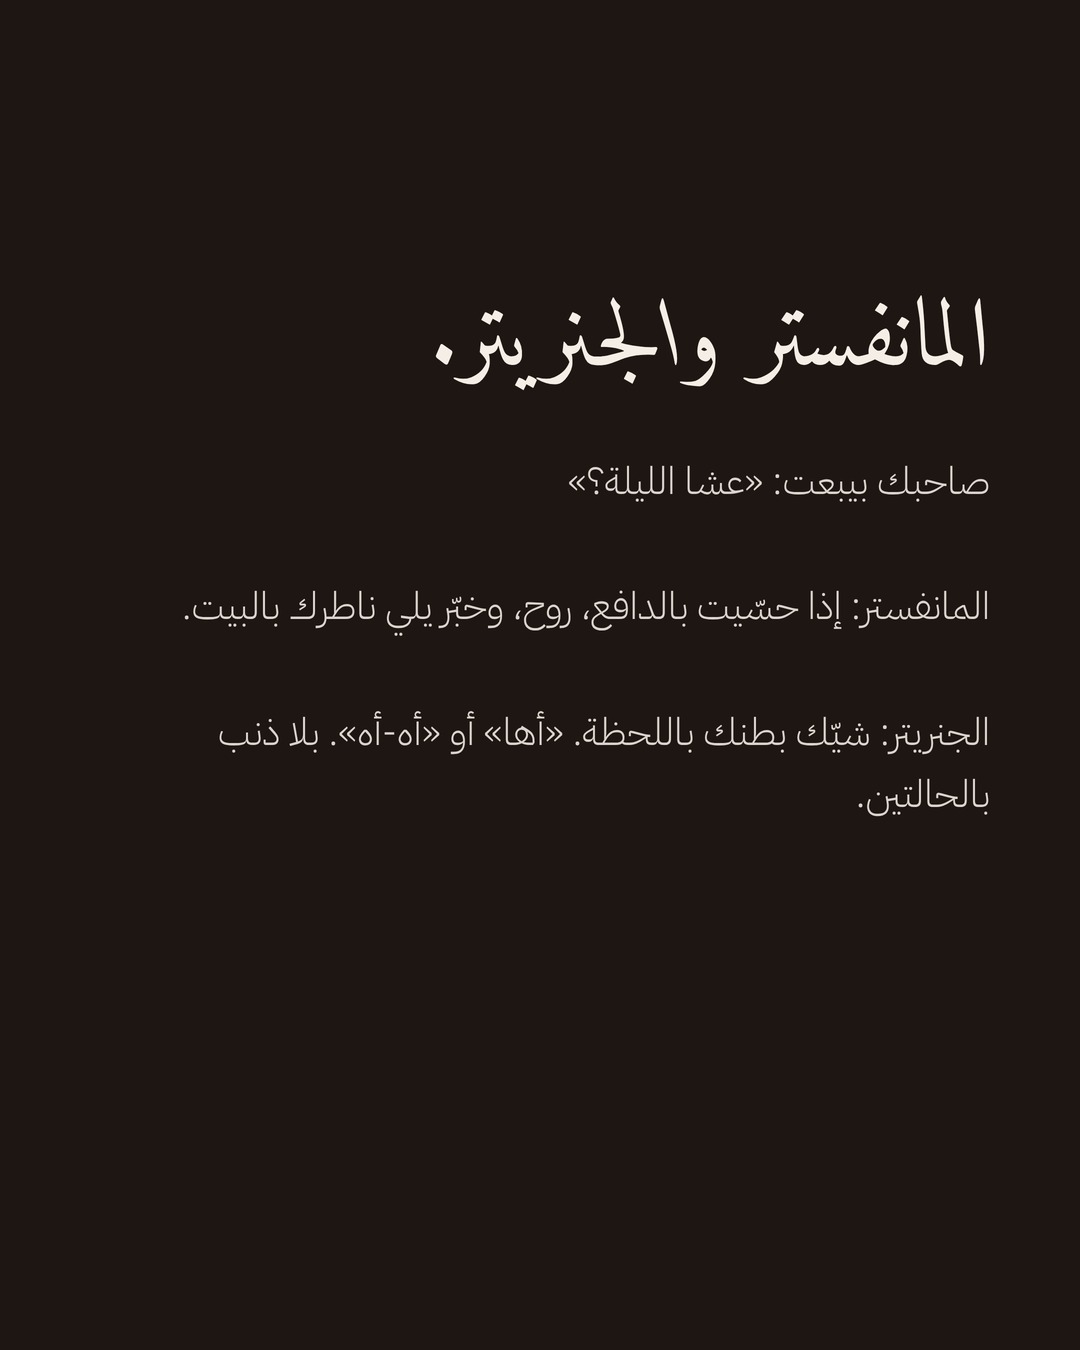 المانفستر والجنريتر.
صاحبك بيبعت: «عشا الليلة؟»
المانفستر: إذا حسّيت بالدافع، روح، وخبّر يلي ناطرك بالبيت.
الجنريتر: شيّك بطنك باللحظة. «أها» أو «أه-أه». بلا ذنب
بالحالتين.